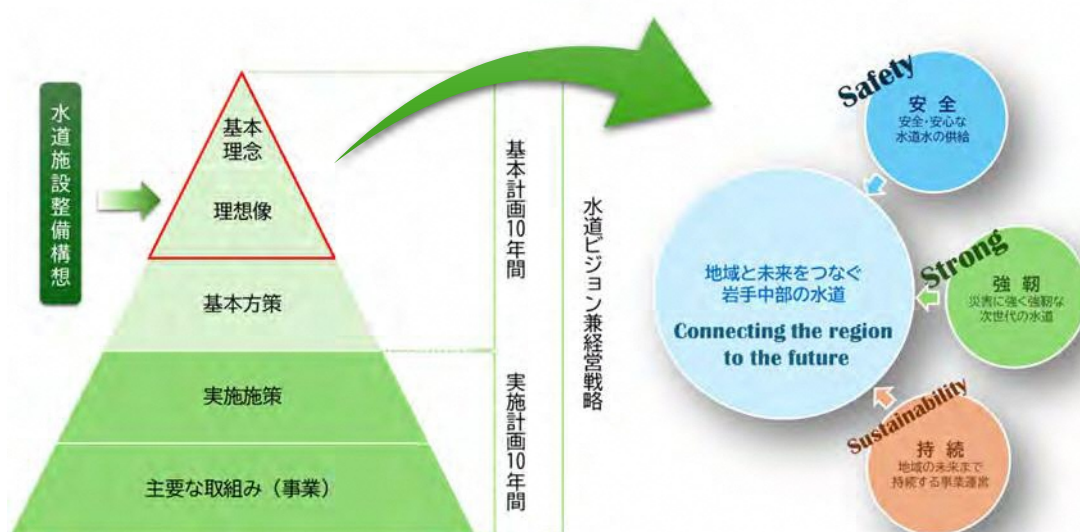 水道施設整備構想
基本
理念
理想像
基本方策
実施施策
主要な取組み（事業）
基本計画10年間
実施計画10年間
水道ビジョン兼経営戦略
Safety
安全
安全・安心な
水道水の供給
地域と未来をつなぐ
岩手中部の水道
Connecting the region
to the future
Strong
強靭
災害に強く強靭な
次世代の水道
Sustainability
持続
地域の未来まで
持続する事業運営